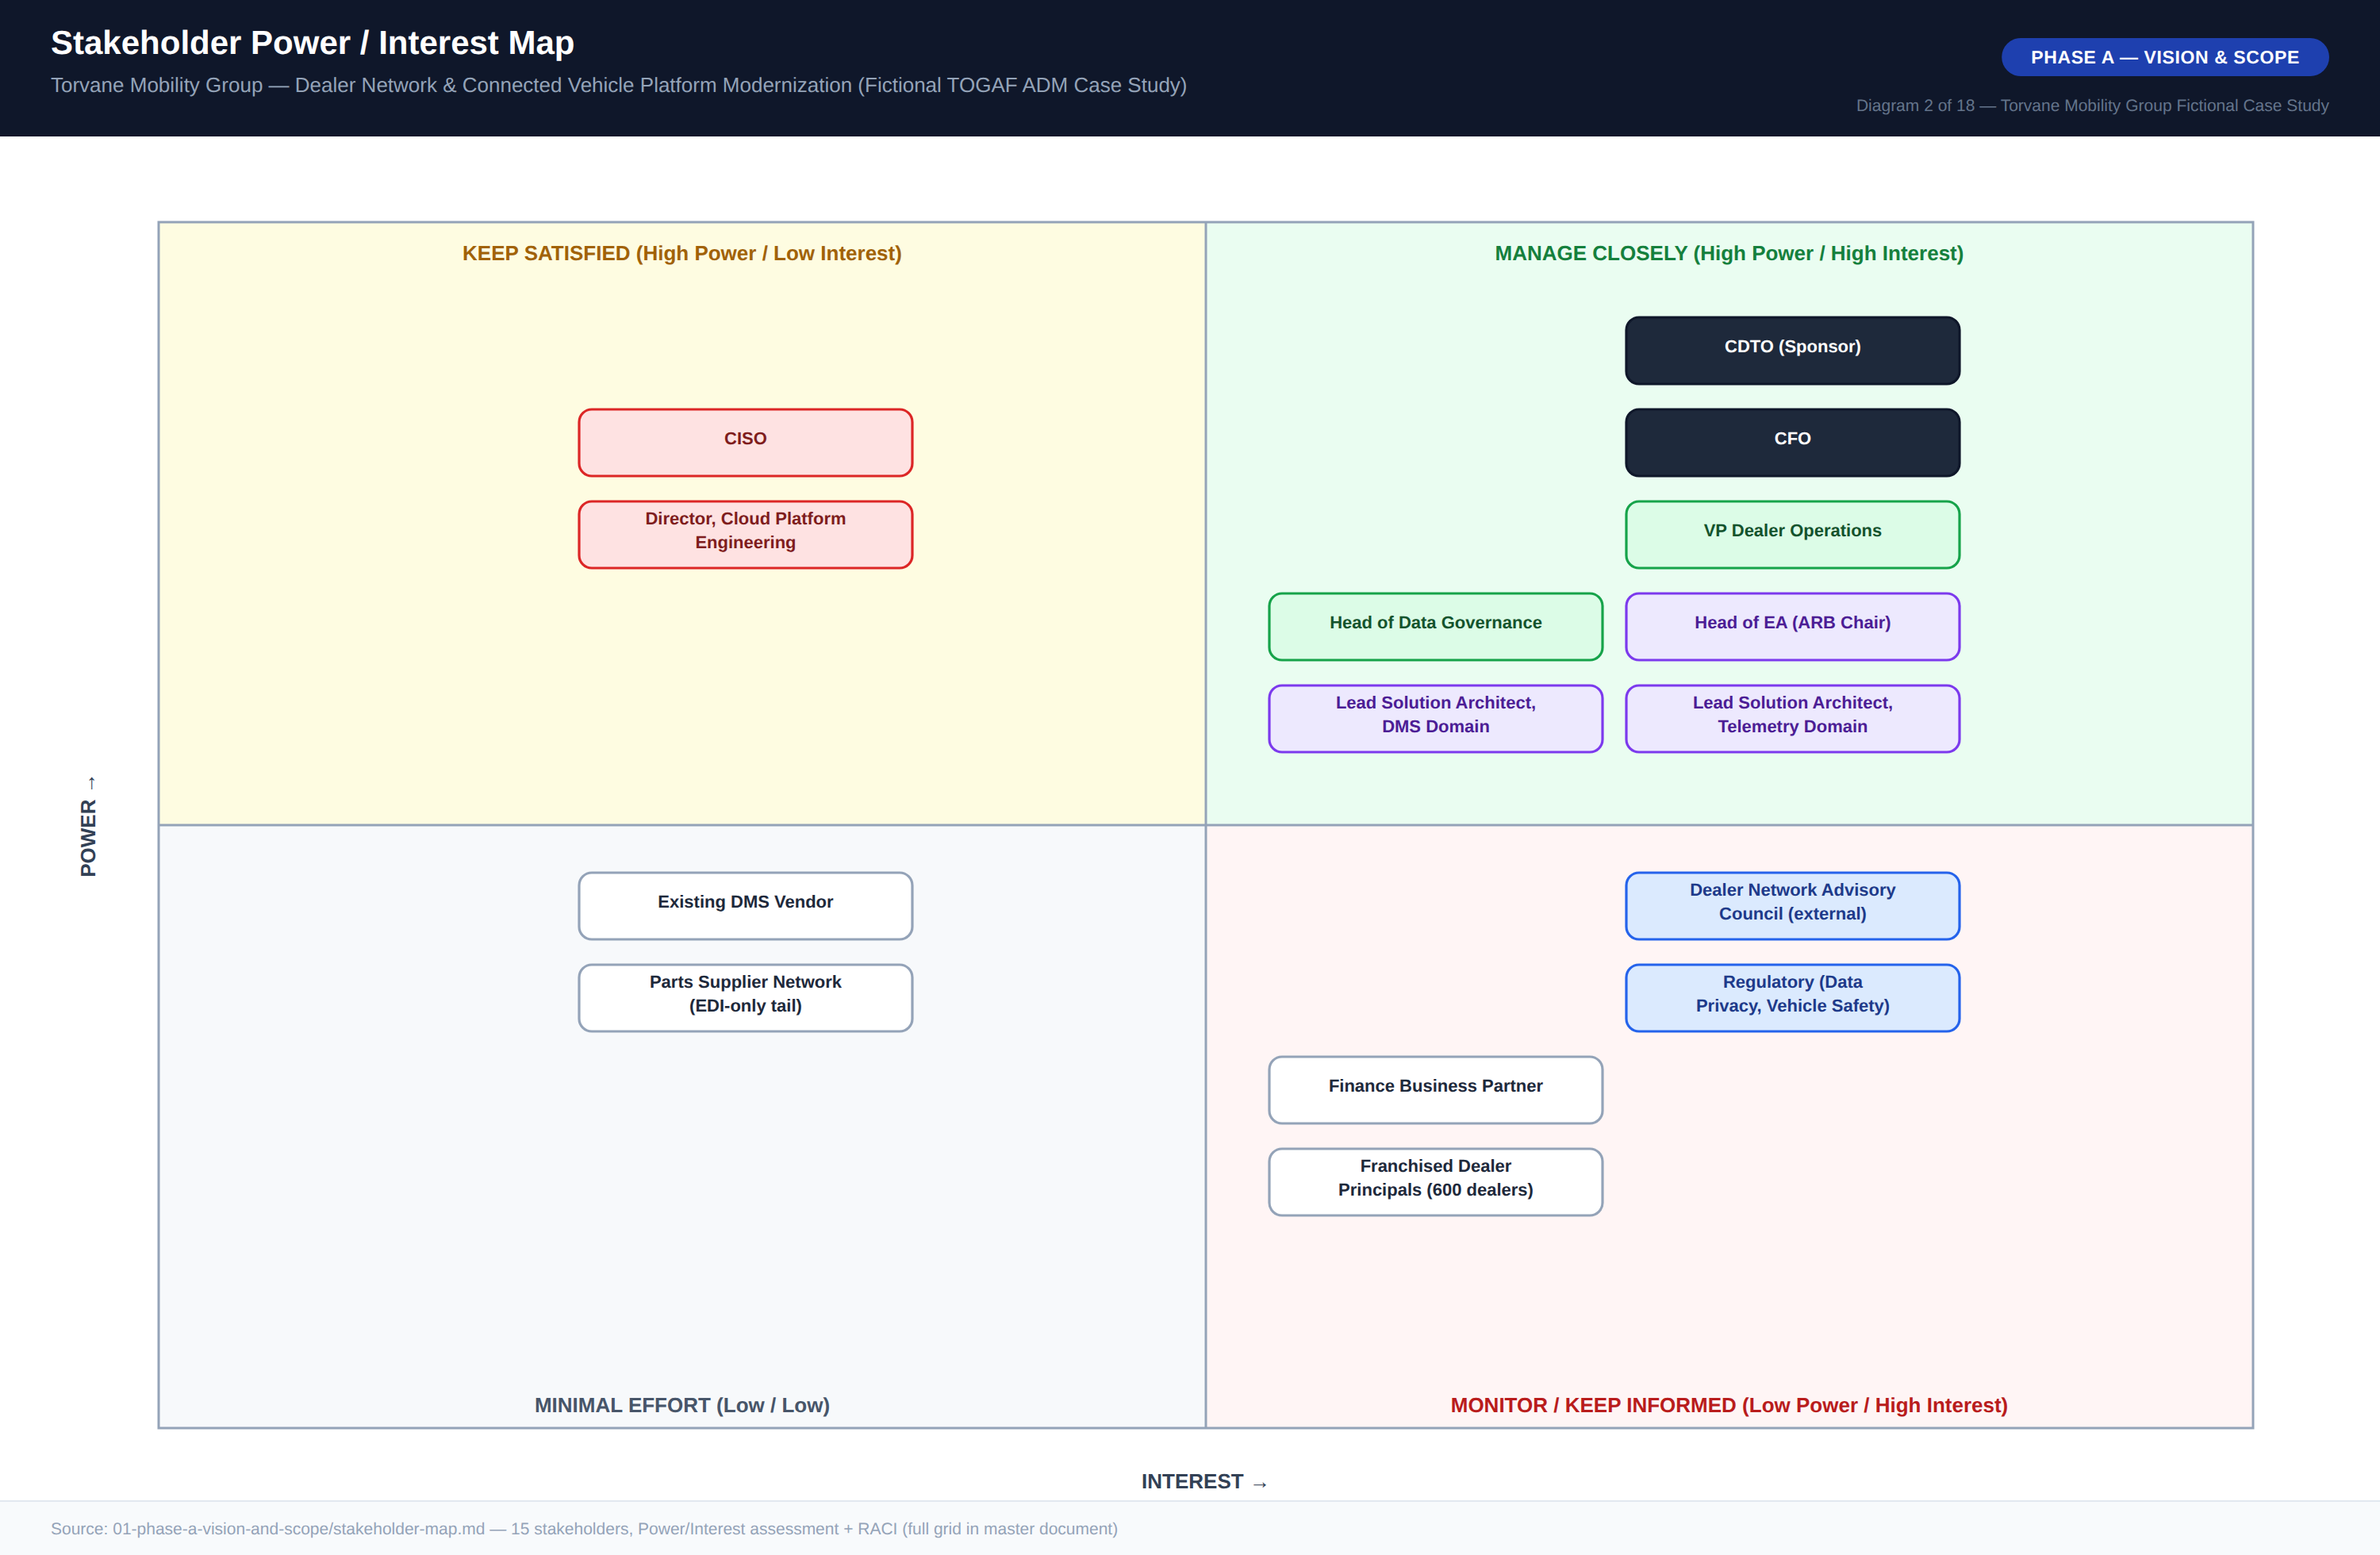 Stakeholder Power / Interest Map
Torvane Mobility Group — Dealer Network & Connected Vehicle Platform Modernization (Fictional TOGAF ADM Case Study)
PHASE A — VISION & SCOPE
Diagram 2 of 18 — Torvane Mobility Group Fictional Case Study
KEEP SATISFIED (High Power / Low Interest)
MANAGE CLOSELY (High Power / High Interest)
CDTO (Sponsor)
CISO
CFO
Director, Cloud Platform
Engineering
VP Dealer Operations
Head of Data Governance
Head of EA (ARB Chair)
Lead Solution Architect,
DMS Domain
Lead Solution Architect,
Telemetry Domain
POWER →
Existing DMS Vendor
Dealer Network Advisory
Council (external)
Parts Supplier Network
(EDI-only tail)
Regulatory (Data
Privacy, Vehicle Safety)
Finance Business Partner
Franchised Dealer
Principals (600 dealers)
MINIMAL EFFORT (Low / Low)
MONITOR / KEEP INFORMED (Low Power / High Interest)
INTEREST →
Source: 01-phase-a-vision-and-scope/stakeholder-map.md — 15 stakeholders, Power/Interest assessment + RACI (full grid in master document)